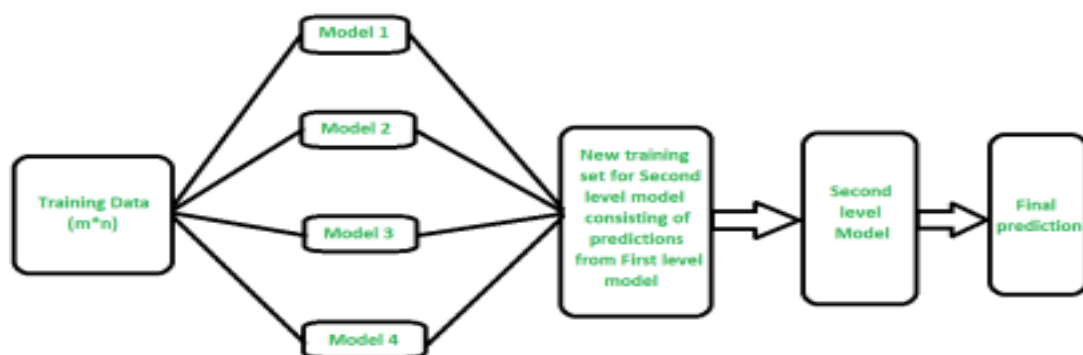 Training Data
(m*n)
Model 1
Model 2
Model 3
Model 4
New training
set for Second
level model
consisting of
predictions
from First level
model
Second
level
Model
Final
prediction